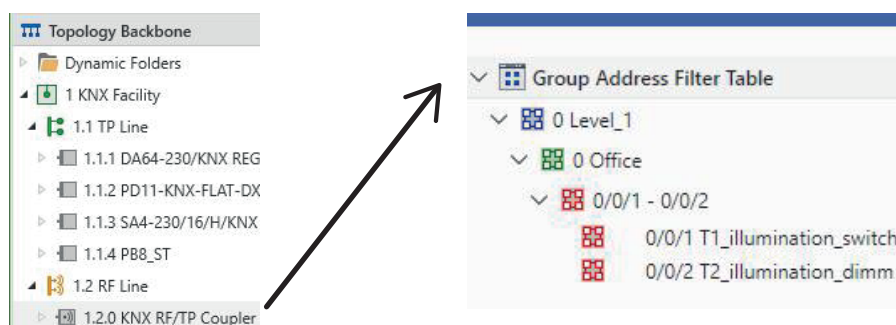 Topology Backbone
Dynamic Folders
1 KNX Facility
1.1 TP Line
1.1.1 DA64-230/KNX REG
1.1.2 PD11-KNX-FLAT-DX
1.1.3 SA4-230/16/H/KNX
1.1.4 PB8_ST
1.2 RF Line
1.2.0 KNX RF/TP Coupler
Group Address Filter Table
0 Level_1
0 Office
0/0/1 - 0/0/2
0/0/1 T1_illumination_switch
0/0/2 T2_illumination_dimm